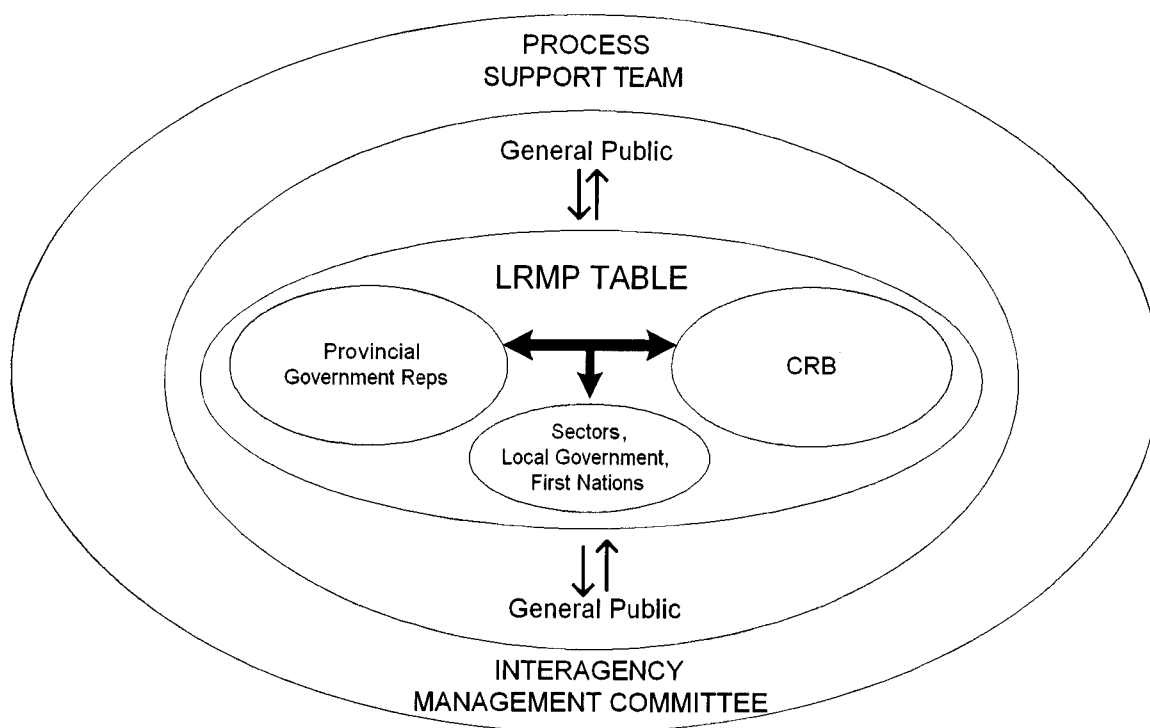 PROCESS
SUPPORT TEAM
General Public
LRMP TABLE
Provincial
Government Reps
CRB
Sectors,
Local Government,
First Nations
General Public
INTERAGENCY
MANAGEMENT COMMITTEE